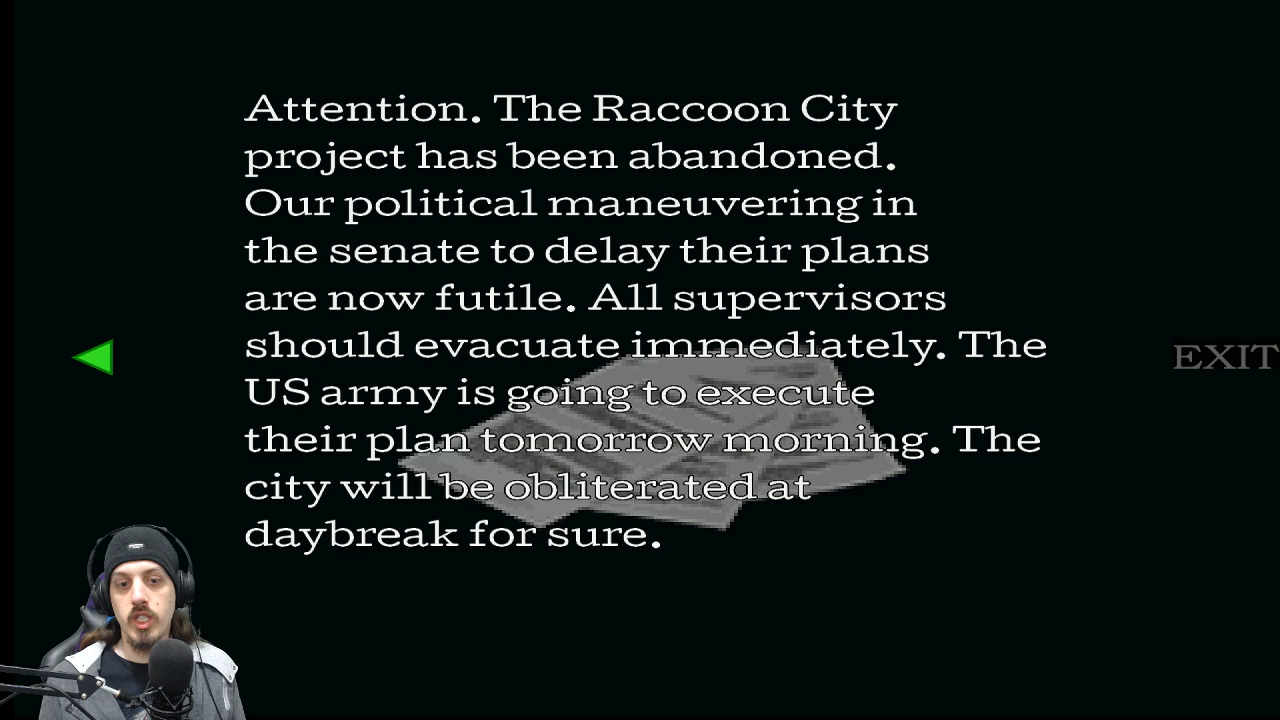 Attention. The Raccoon City
project has been abandoned.
Our political maneuvering in
the senate to delay their plans
are now futile. All supervisors
should evacuate immediately. The
US army is going to execute
their plan tomorrow morning. The
city will be obliterated at
daybreak for sure.
EXIT